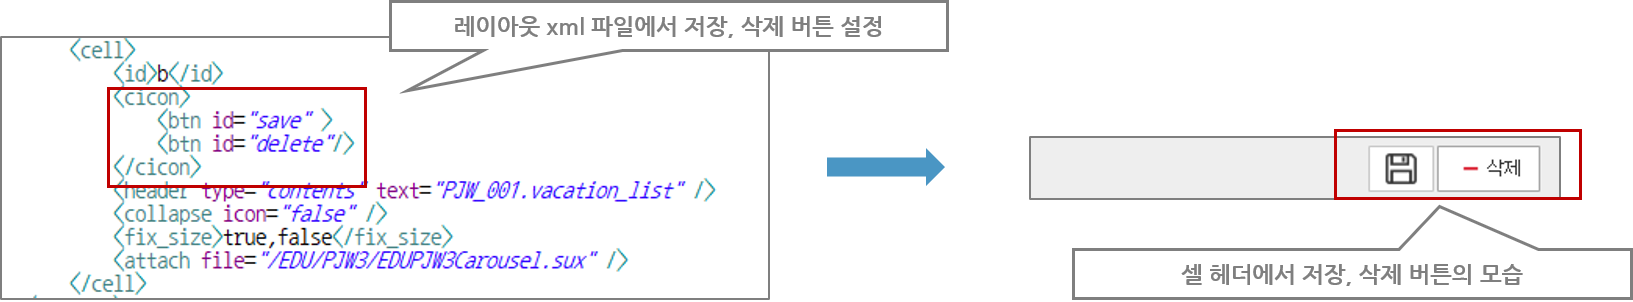 레이아웃 xml 파일에서 저장, 삭제 버튼 설정
<cell>
<id>b</id>
<cicon>
<btn id="save" >
<btn id="delete"/>
</cicon>
<header type="contents" text="PJW_001.vacation_list" />
<collapse icon="false" />
<fix_size>true,false</fix_size>
<attach file="/EDU/PJW3/EDUPJW3Carousel.sux" />
</cell>
삭제
셀 헤더에서 저장, 삭제 버튼의 모습